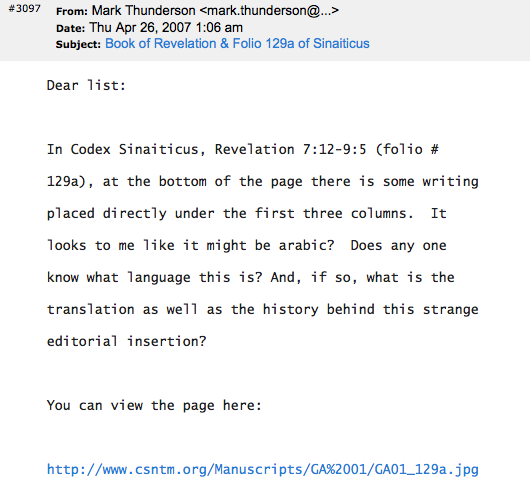 #3097 From: Mark Thunderson <mark.thunderson@...>
Date: Thu Apr 26, 2007 1:06 am
Subject: Book of Revelation & Folio 129a of Sinaiticus
Dear list:
In Codex Sinaiticus, Revelation 7:12-9:5 (folio #
129a), at the bottom of the page there is some writing
placed directly under the first three columns.  It
looks to me like it might be arabic?  Does any one
know what language this is? And, if so, what is the
translation as well as the history behind this strange
editorial insertion?
You can view the page here:
http://www.csntm.org/Manuscripts/GA%2001/GA01_129a.jpg